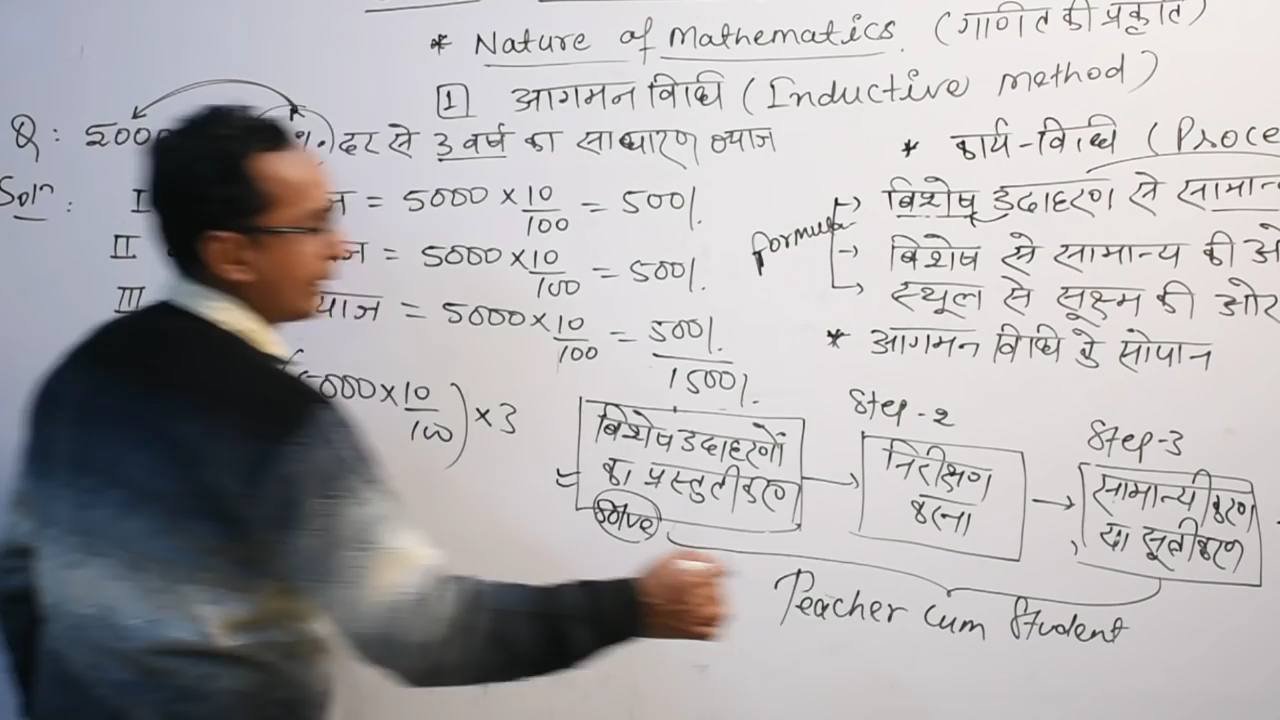 * Nature of Mathematics. (गणित की प्रकृति)
1 आगमन विधि (Inductive method)
Q: 5000 %.) दर से 3 वर्ष का साधारण ब्याज
Soln: I = 5000 × 10/100 = 500/.
II = 5000 × 10/100 = 500/.
III ब्याज = 5000 × 10/100 = 500/.
1500/.
5000 × 10/100) × 3
* कार्य-विधि (Proce
formula
→ विशेष उदाहरण से सामान्
→ विशेष से सामान्य की ओ
→ स्थूल से सूक्ष्म की ओर
* आगमन विधि के सोपान
विशेष उदाहरणों
का प्रस्तुतीकरण
Solve
Step-2
निरीक्षण
करना
Step-3
सामान्यीकरण
या सूत्रीकरण
Teacher cum Student